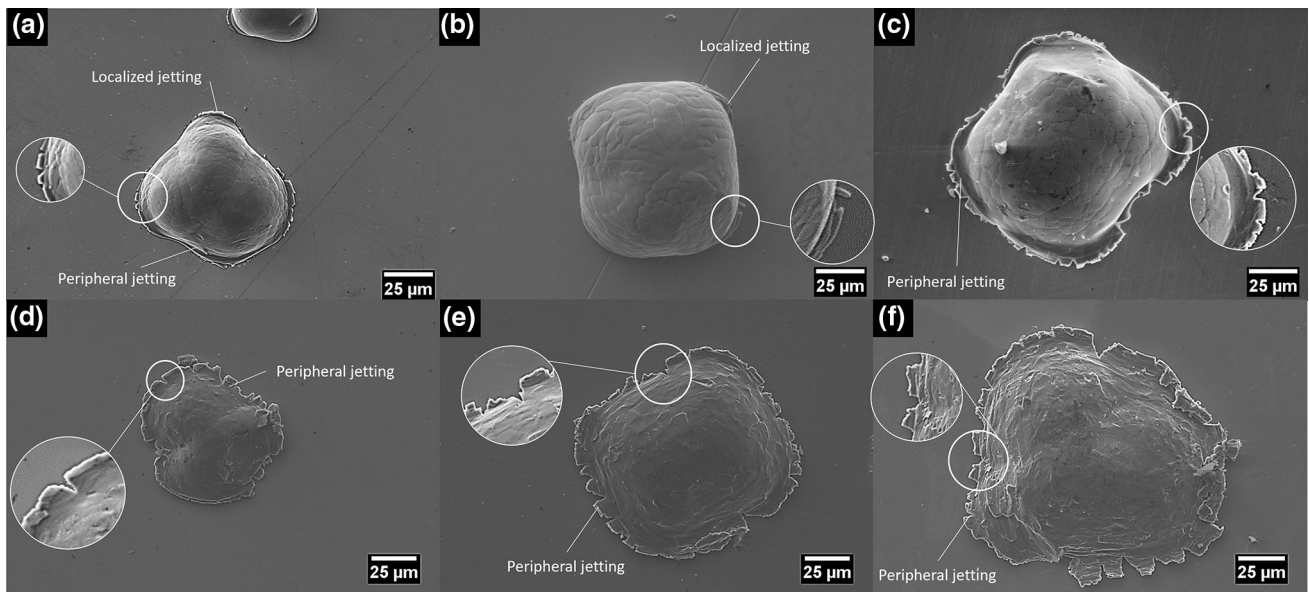 (a)
Localized jetting
Peripheral jetting
25 µm
(b)
Localized jetting
25 µm
(c)
Peripheral jetting
25 µm
(d)
Peripheral jetting
25 µm
(e)
Peripheral jetting
25 µm
(f)
Peripheral jetting
25 µm